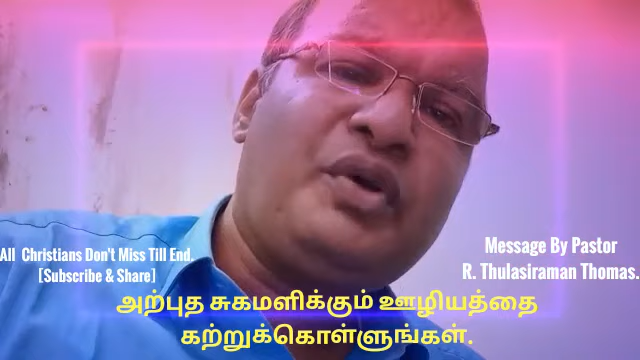 All Christians Don't Miss Till End.
[Subscribe & Share]
Message By Pastor
R. Thulasiraman Thomas.
அற்புத சுகமளிக்கும் ஊழியத்தை
கற்றுக்கொள்ளுங்கள்.